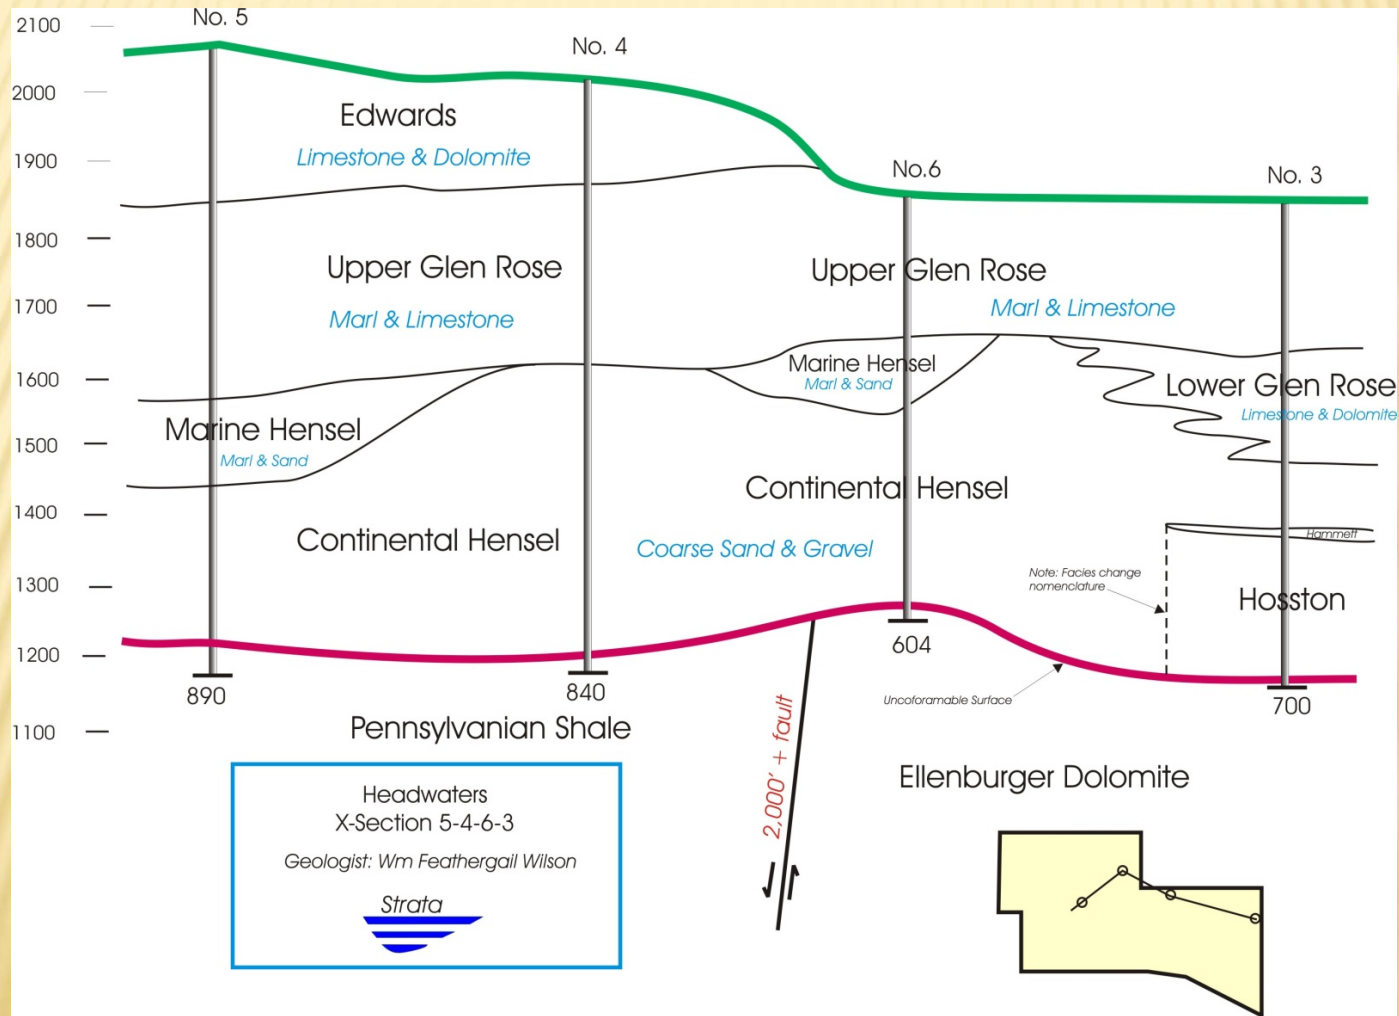 2100
2000
1900
1800
1700
1600
1500
1400
1300
1200
1100
No. 5
No. 4
No.6
No. 3
Edwards
Limestone & Dolomite
Upper Glen Rose
Marl & Limestone
Upper Glen Rose
Marl & Limestone
Marine Hensel
Marl & Sand
Marine Hensel
Marl & Sand
Lower Glen Rose
Limestone & Dolomite
Continental Hensel
Continental Hensel
Coarse Sand & Gravel
Hammett
Note: Facies change
nomenclature
Hosston
890
840
604
700
Uncoforamable Surface
Pennsylvanian Shale
2,000' + fault
Ellenburger Dolomite
Headwaters
X-Section 5-4-6-3
Geologist: Wm Feathergail Wilson
Strata